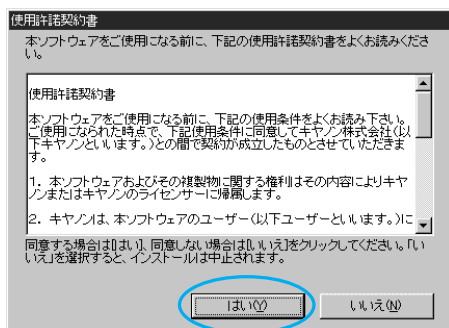 使用許諾契約書
本ソフトウェアをご使用になる前に、下記の使用許諾契約書をよくお読みくださ
い。
使用許諾契約書
本ソフトウェアをご使用になる前に、下記の使用条件をよくお読み下さい。
ご使用になられた時点で、下記使用条件に同意してキヤノン株式会社(以
下キヤノンといいます。)との間で契約が成立したものとさせていただきま
す。
1. 本ソフトウェアおよびその複製物に関する権利はその内容によりキヤ
ノンまたはキヤノンのライセンサーに帰属します。
2. キヤノンは、本ソフトウェアのユーザー(以下ユーザーといいます。)に
同意する場合は[はい]、同意しない場合は[いいえ]をクリックしてください。「い
いえ」を選択すると、インストールは中止されます。
はい(Y)
いいえ(N)